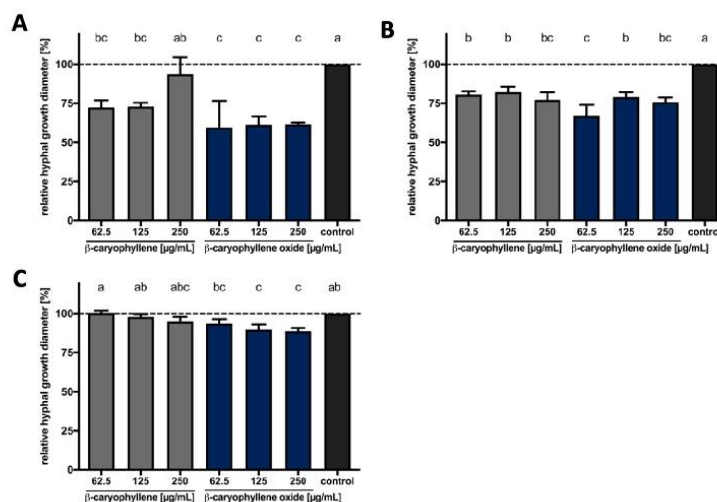 A
bc bc ab c c c a
relative hyphal growth diameter [%]
100
75
50
25
0
62.5 125 250 62.5 125 250 control
β-caryophyllene [µg/mL] β-caryophyllene oxide [µg/mL]
B
b b bc c b bc a
relative hyphal growth diameter [%]
100
75
50
25
0
62.5 125 250 62.5 125 250 control
β-caryophyllene [µg/mL] β-caryophyllene oxide [µg/mL]
C
a ab abc bc c c ab
relative hyphal growth diameter [%]
100
75
50
25
0
62.5 125 250 62.5 125 250 control
β-caryophyllene [µg/mL] β-caryophyllene oxide [µg/mL]